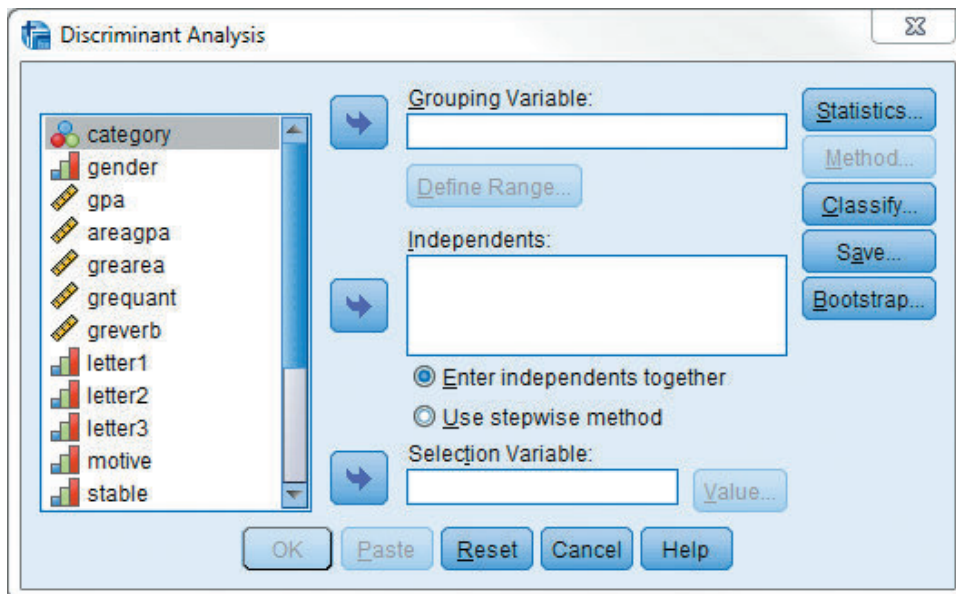 Discriminant Analysis
category
gender
gpa
areagpa
grearea
grequant
greverb
letter1
letter2
letter3
motive
stable
Grouping Variable:
Define Range...
Independents:
Enter independents together
Use stepwise method
Selection Variable:
Value...
Statistics...
Method...
Classify...
Save...
Bootstrap...
OK Paste Reset Cancel Help